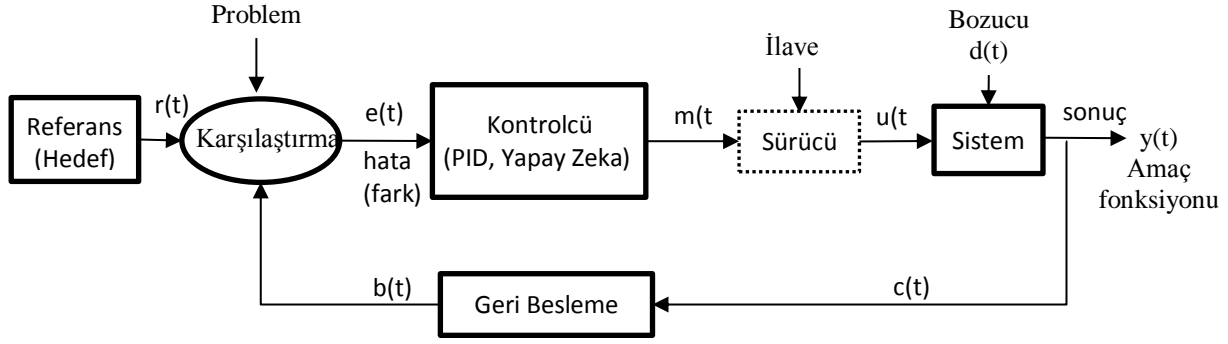 Problem
Bozucu
d(t)
İlave
r(t)
Referans
(Hedef)
Karşılaştırma
e(t)
hata
(fark)
Kontrolcü
(PID, Yapay Zeka)
m(t
Sürücü
u(t
Sistem
sonuç
y(t)
Amaç
fonksiyonu
b(t)
Geri Besleme
c(t)